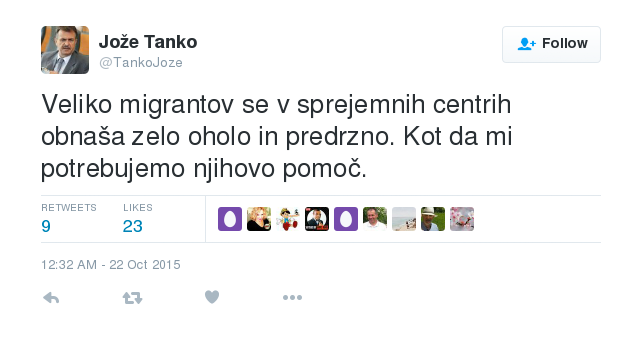 Jože Tanko
@TankoJoze
Follow
Veliko migrantov se v sprejemnih centrih
obnaša zelo oholo in predrzno. Kot da mi
potrebujemo njihovo pomoč.
RETWEETS LIKES
9 23
12:32 AM - 22 Oct 2015